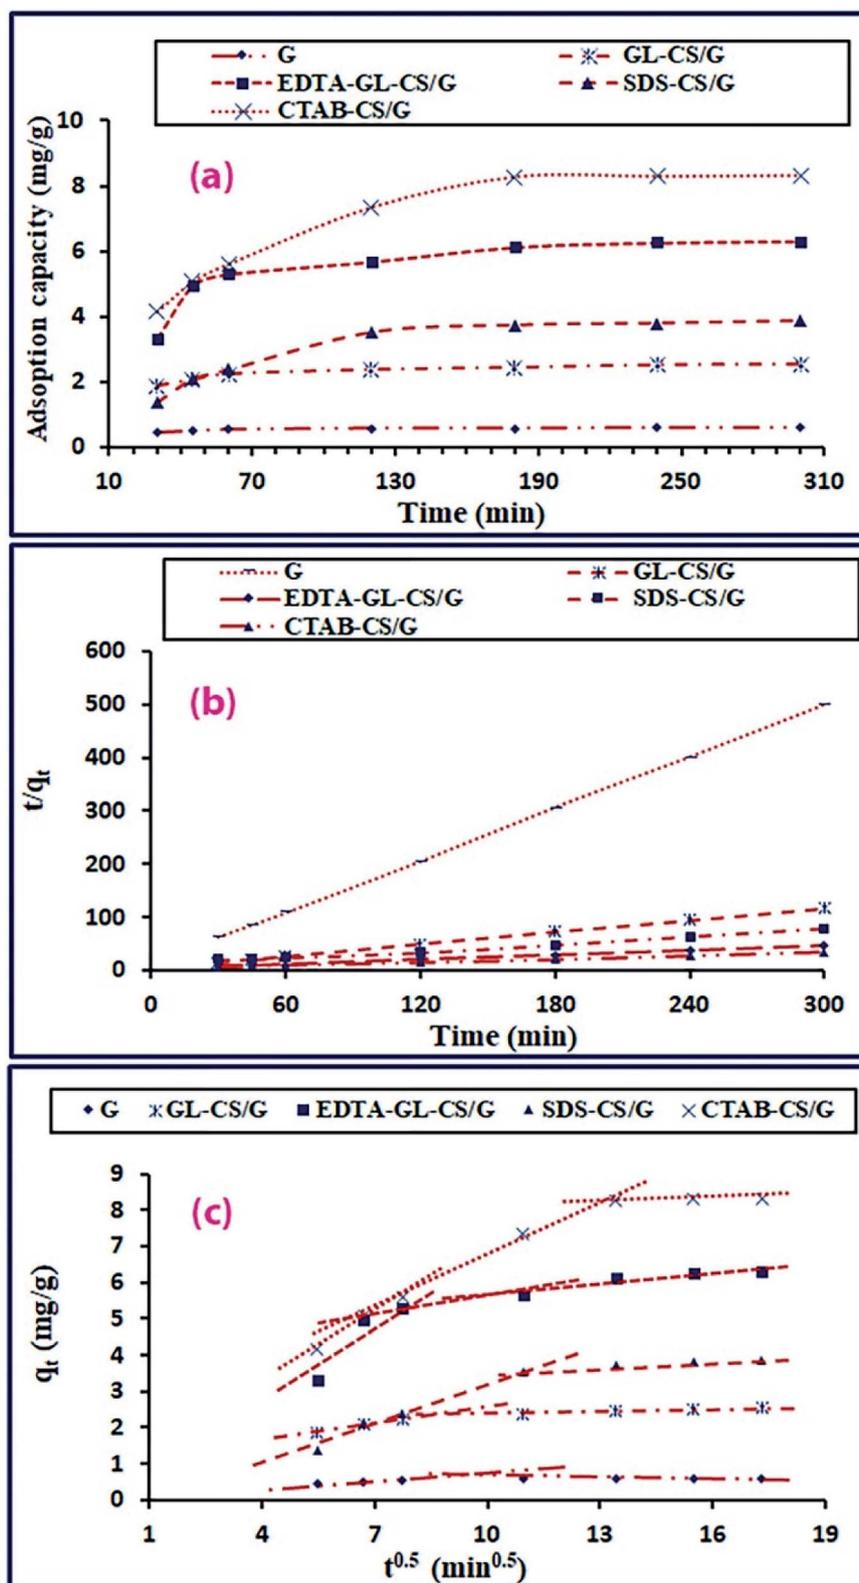 G GL-CS/G
EDTA-GL-CS/G SDS-CS/G
CTAB-CS/G
Adsoption capacity (mg/g)
10
8
6
4
2
0
(a)
10 70 130 190 250 310
Time (min)
G GL-CS/G
EDTA-GL-CS/G SDS-CS/G
CTAB-CS/G
t/qt
600
500
400
300
200
100
0
(b)
0 60 120 180 240 300
Time (min)
G GL-CS/G EDTA-GL-CS/G SDS-CS/G CTAB-CS/G
qt (mg/g)
9
8
7
6
5
4
3
2
1
0
(c)
1 4 7 10 13 16 19
t0.5 (min0.5)